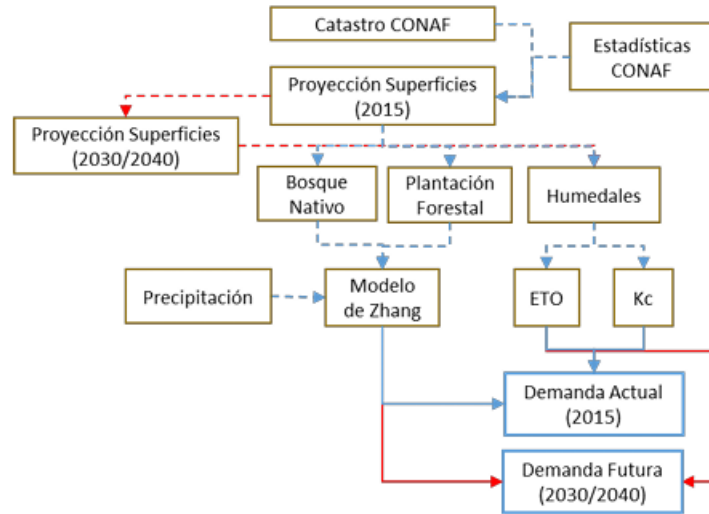 Catastro CONAF
Estadísticas
CONAF
Proyección Superficies
(2015)
Proyección Superficies
(2030/2040)
Bosque
Nativo
Plantación
Forestal
Humedales
Precipitación
Modelo
de Zhang
ETO
Kc
Demanda Actual
(2015)
Demanda Futura
(2030/2040)